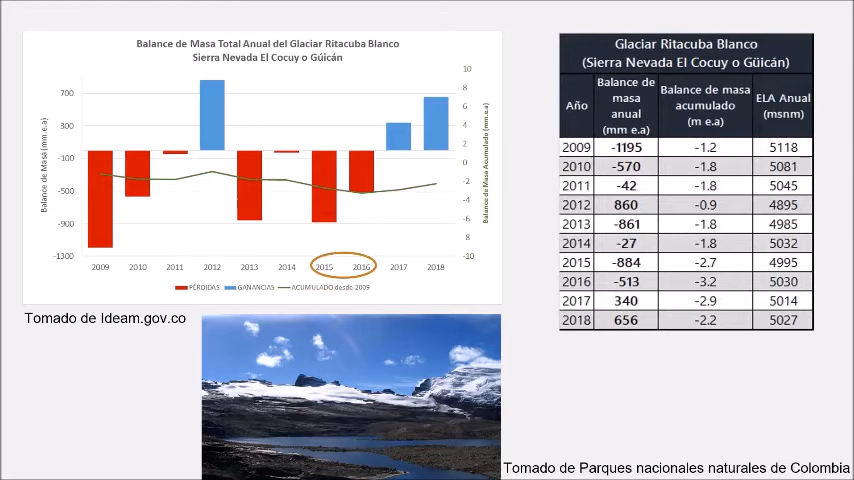 Balance de Masa Total Anual del Glaciar Ritacuba Blanco
Sierra Nevada El Cocuy o Güicán
Balance de Masa (mm.e.a)
700
300
-100
-500
-900
-1300
10
8
6
4
2
0
-2
-4
-6
8
-10
Balance de Masa Acumulado (m.e.a)
2009 2010 2011 2012 2013 2014 2015 2016 2017 2018
PÉRDIDAS GANANCIAS ACUMULADO desde 2009
Tomado de Ideam.gov.co
Glaciar Ritacuba Blanco
(Sierra Nevada El Cocuy o Güicán)
Año
Balance de
masa
anual
(mm e.a)
Balance de masa
acumulado
(m e.a)
ELA Anual
(msnm)
2009 -1195 -1.2 5118
2010 -570 -1.8 5081
2011 -42 -1.8 5045
2012 860 -0.9 4895
2013 -861 -1.8 4985
2014 -27 -1.8 5032
2015 -884 -2.7 4995
2016 -513 -3.2 5030
2017 340 -2.9 5014
2018 656 -2.2 5027
Tomado de Parques nacionales naturales de Colombia